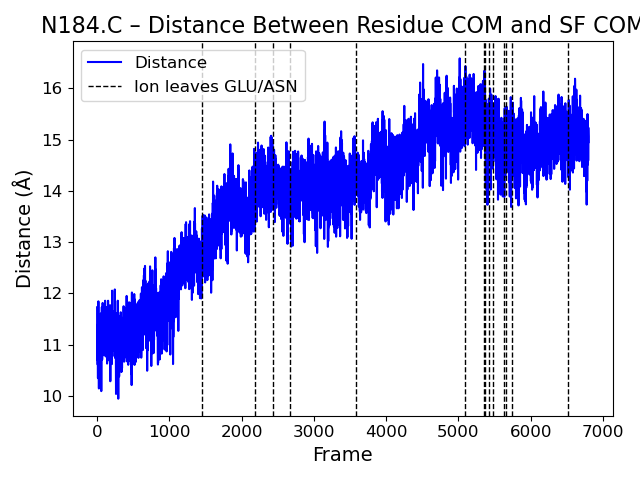 N184.C – Distance Between Residue COM and SF COM
Distance
Ion leaves GLU/ASN
Distance (Å)
16
15
14
13
12
11
10
0 1000 2000 3000 4000 5000 6000 7000
Frame